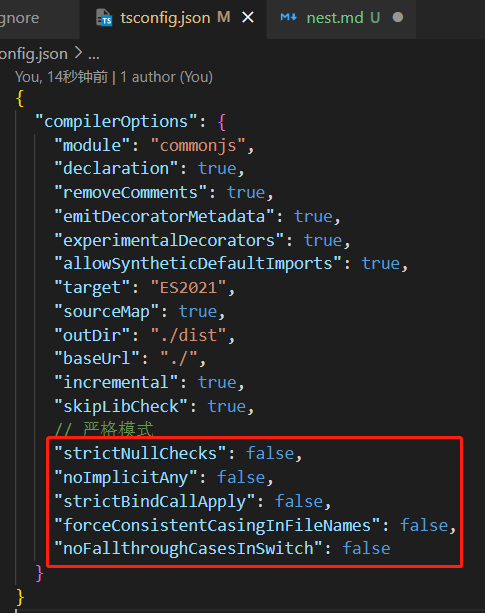 gnore
tsconfig.json M
nest.md U
config.json > ...
You, 14秒钟前 | 1 author (You)
{
"compilerOptions": {
"module": "commonjs",
"declaration": true,
"removeComments": true,
"emitDecoratorMetadata": true,
"experimentalDecorators": true,
"allowSyntheticDefaultImports": true,
"target": "ES2021",
"sourceMap": true,
"outDir": "./dist",
"baseUrl": "./",
"incremental": true,
"skipLibCheck": true,
// 严格模式
"strictNullChecks": false,
"noImplicitAny": false,
"strictBindCallApply": false,
"forceConsistentCasingInFileNames": false,
"noFallthroughCasesInSwitch": false
}
}